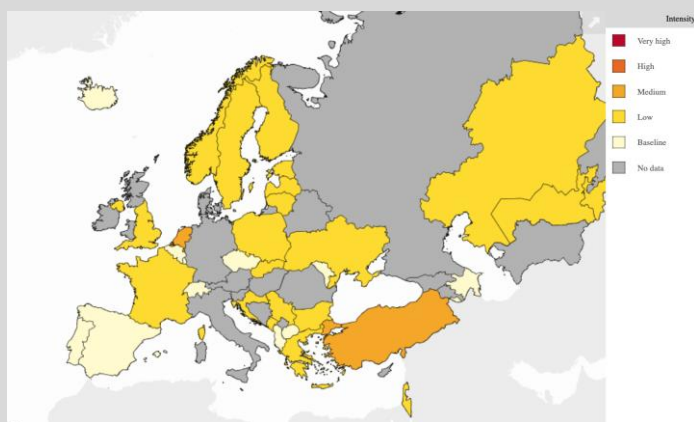 Intensity
Very high
High
Medium
Low
Baseline
No data